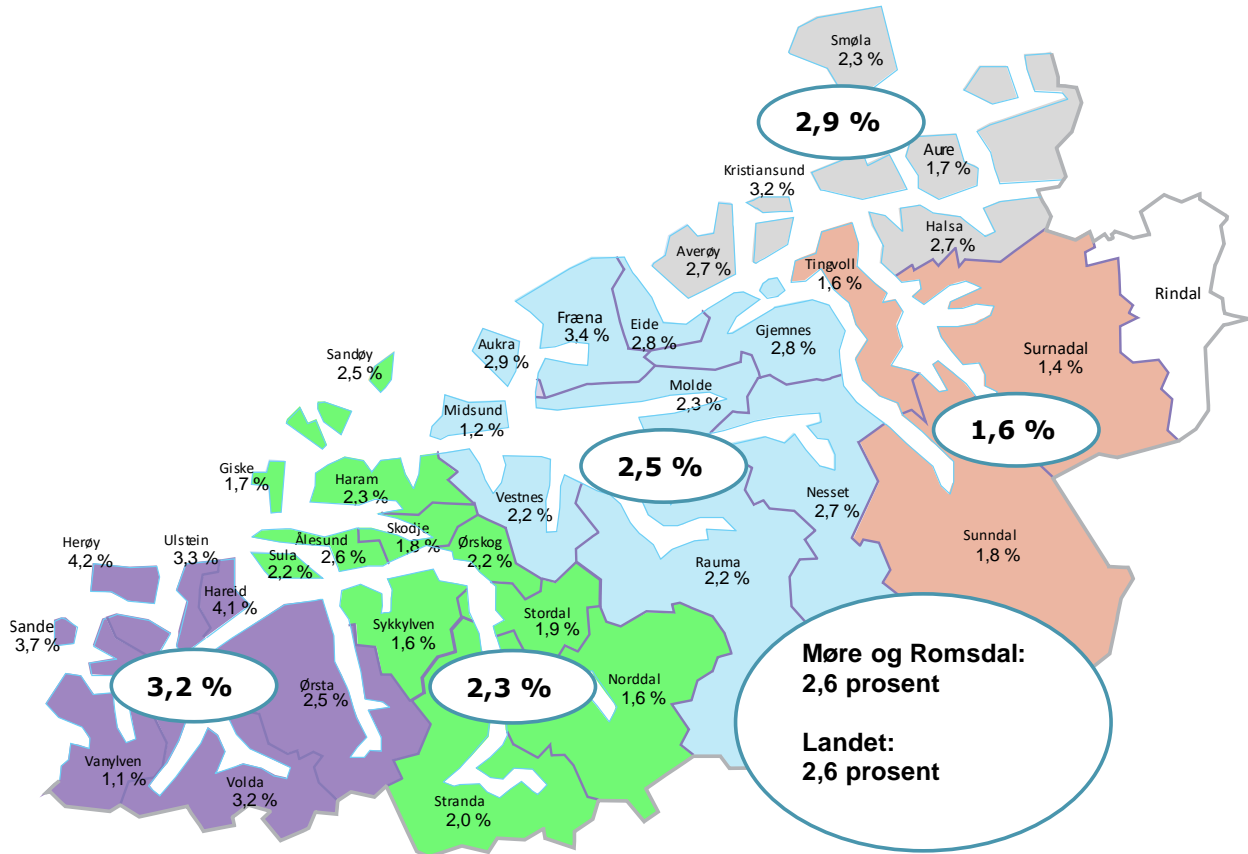 Smøla
2,3 %
2,9 %
Aure
1,7 %
Kristiansund
3,2 %
Halsa
2,7 %
Averøy
2,7 %
Tingvoll
1,6 %
Rindal
Fræna
3,4 %
Eide
2,8 %
Gjemnes
2,8 %
Aukra
2,9 %
Surnadal
1,4 %
Sandøy
2,5 %
Molde
2,3 %
Midsund
1,2 %
1,6 %
2,5 %
Giske
1,7 %
Haram
2,3 %
Vestnes
2,2 %
Nesset
2,7 %
Skodje
1,8 %
Ørskog
2,2 %
Ålesund
2,6 %
Sula
2,2 %
Herøy
4,2 %
Ulstein
3,3 %
Hareid
4,1 %
Sunndal
1,8 %
Rauma
2,2 %
Sande
3,7 %
Sykkylven
1,6 %
Stordal
1,9 %
Norddal
1,6 %
3,2 %
Ørsta
2,5 %
2,3 %
Vanylven
1,1 %
Volda
3,2 %
Stranda
2,0 %
Møre og Romsdal:
2,6 prosent
Landet:
2,6 prosent